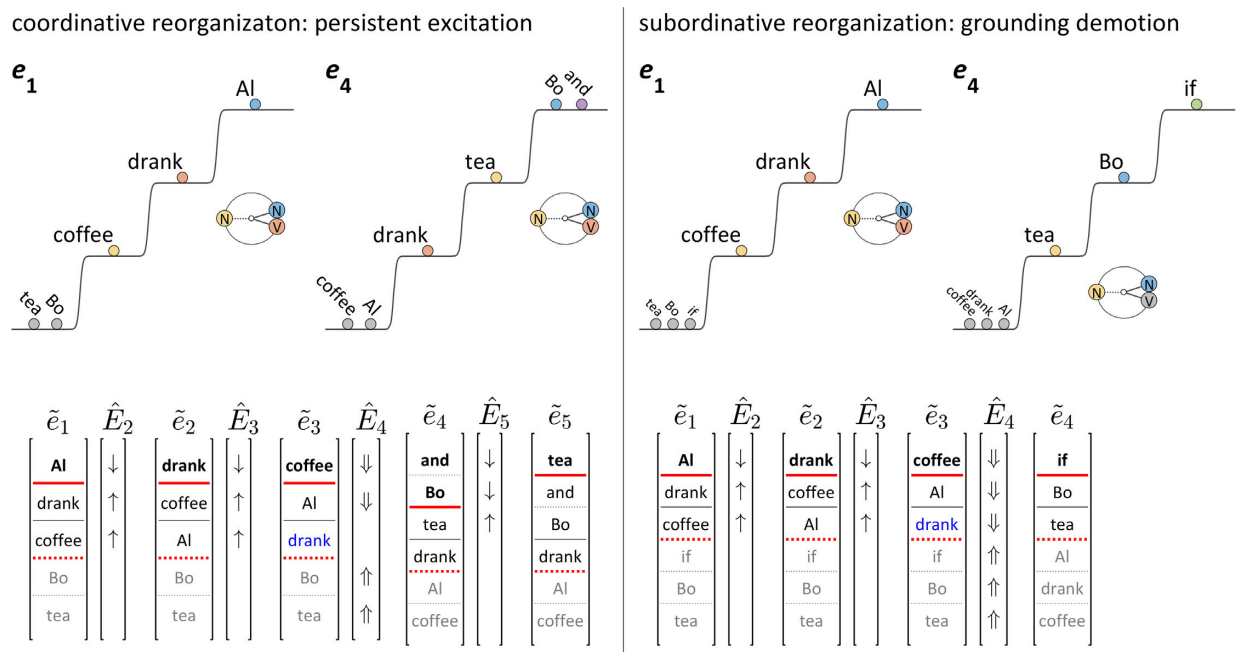 coordinative reorganizaton: persistent excitation
e1
Al
drank
N
N
V
coffee
tea
Bo
e4
Bo
and
tea
N
N
V
drank
coffee
Al
ẽ1
Al
drank
coffee
Bo
tea
Ê2
↓
↑
↑
ẽ2
drank
coffee
Al
Bo
tea
Ê3
↓
↑
↑
ẽ3
coffee
Al
drank
Bo
tea
Ê4
⇓
⇓
⇑
⇑
ẽ4
and
Bo
tea
drank
Al
coffee
Ê5
↓
↓
↑
ẽ5
tea
and
Bo
drank
Al
coffee
subordinative reorganization: grounding demotion
e1
Al
drank
N
N
V
coffee
tea
Bo
if
e4
if
Bo
tea
N
N
V
coffee
drank
Al
ẽ1
Al
drank
coffee
if
Bo
tea
Ê2
↓
↑
↑
ẽ2
drank
coffee
Al
if
Bo
tea
Ê3
↓
↑
↑
ẽ3
coffee
Al
drank
if
Bo
tea
Ê4
⇓
⇓
⇓
⇑
⇑
⇑
ẽ4
if
Bo
tea
Al
drank
coffee